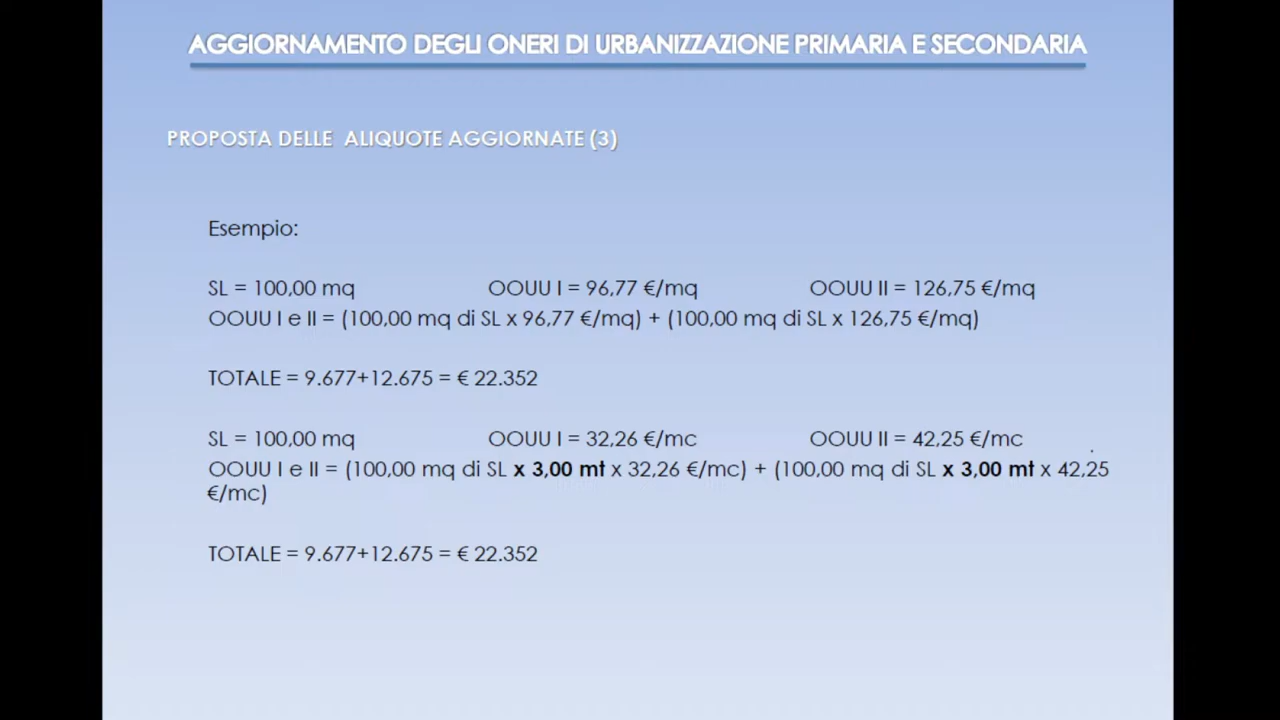 AGGIORNAMENTO DEGLI ONERI DI URBANIZZAZIONE PRIMARIA E SECONDARIA
PROPOSTA DELLE ALIQUOTE AGGIORNATE (3)
Esempio:
SL = 100,00 mq OOUU I = 96,77 €/mq OOUU II = 126,75 €/mq
OOUU I e II = (100,00 mq di SL x 96,77 €/mq) + (100,00 mq di SL x 126,75 €/mq)
TOTALE = 9.677+12.675 = € 22.352
SL = 100,00 mq OOUU I = 32,26 €/mc OOUU II = 42,25 €/mc
OOUU I e II = (100,00 mq di SL x 3,00 mt x 32,26 €/mc) + (100,00 mq di SL x 3,00 mt x 42,25
€/mc)
TOTALE = 9.677+12.675 = € 22.352